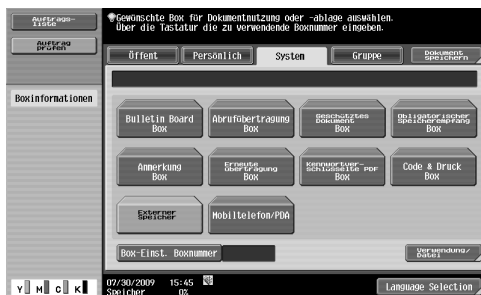 Auftrags-
liste
Auftrag
prüfen
Boxinformationen
Gewünschte Box für Dokumentnutzung oder -ablage auswählen.
Über die Tastatur die zu verwendende Boxnummer eingeben.
Öffent
Persönlich
System
Gruppe
Dokument
speichern
Bulletin Board
Box
Abrufübertragung
Box
Geschütztes
Dokument
Box
Obligatorischer
Speicherempfang
Box
Anmerkung
Box
Erneute
Übertragung
Box
Kennwortver-
schlüsselte PDF
Box
Code & Druck
Box
Externer
Speicher
Mobiltelefon/PDA
Box-Einst. Boxnummer
Verwendung/
Datei
Y M C K
07/30/2009 15:45
Speicher 0%
Language Selection